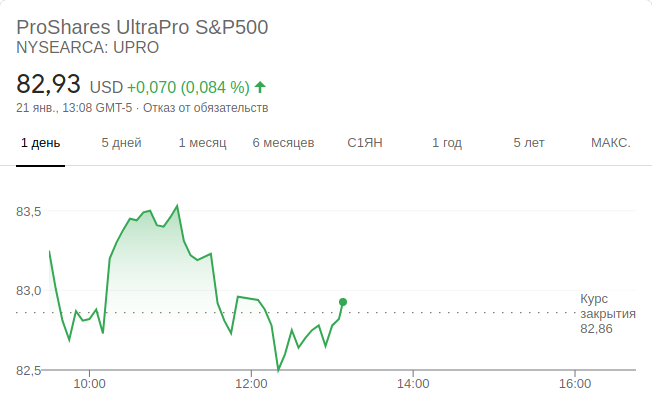 ProShares UltraPro S&P500
NYSEARCA: UPRO
82,93 USD +0,070 (0,084 %)
21 янв., 13:08 GMT-5 · Отказ от обязательств
1 день 5 дней 1 месяц 6 месяцев С1ЯН 1 год 5 лет МАКС.
83,5
83,0
Курс
закрытия
82,86
82,5
10:00 12:00 14:00 16:00